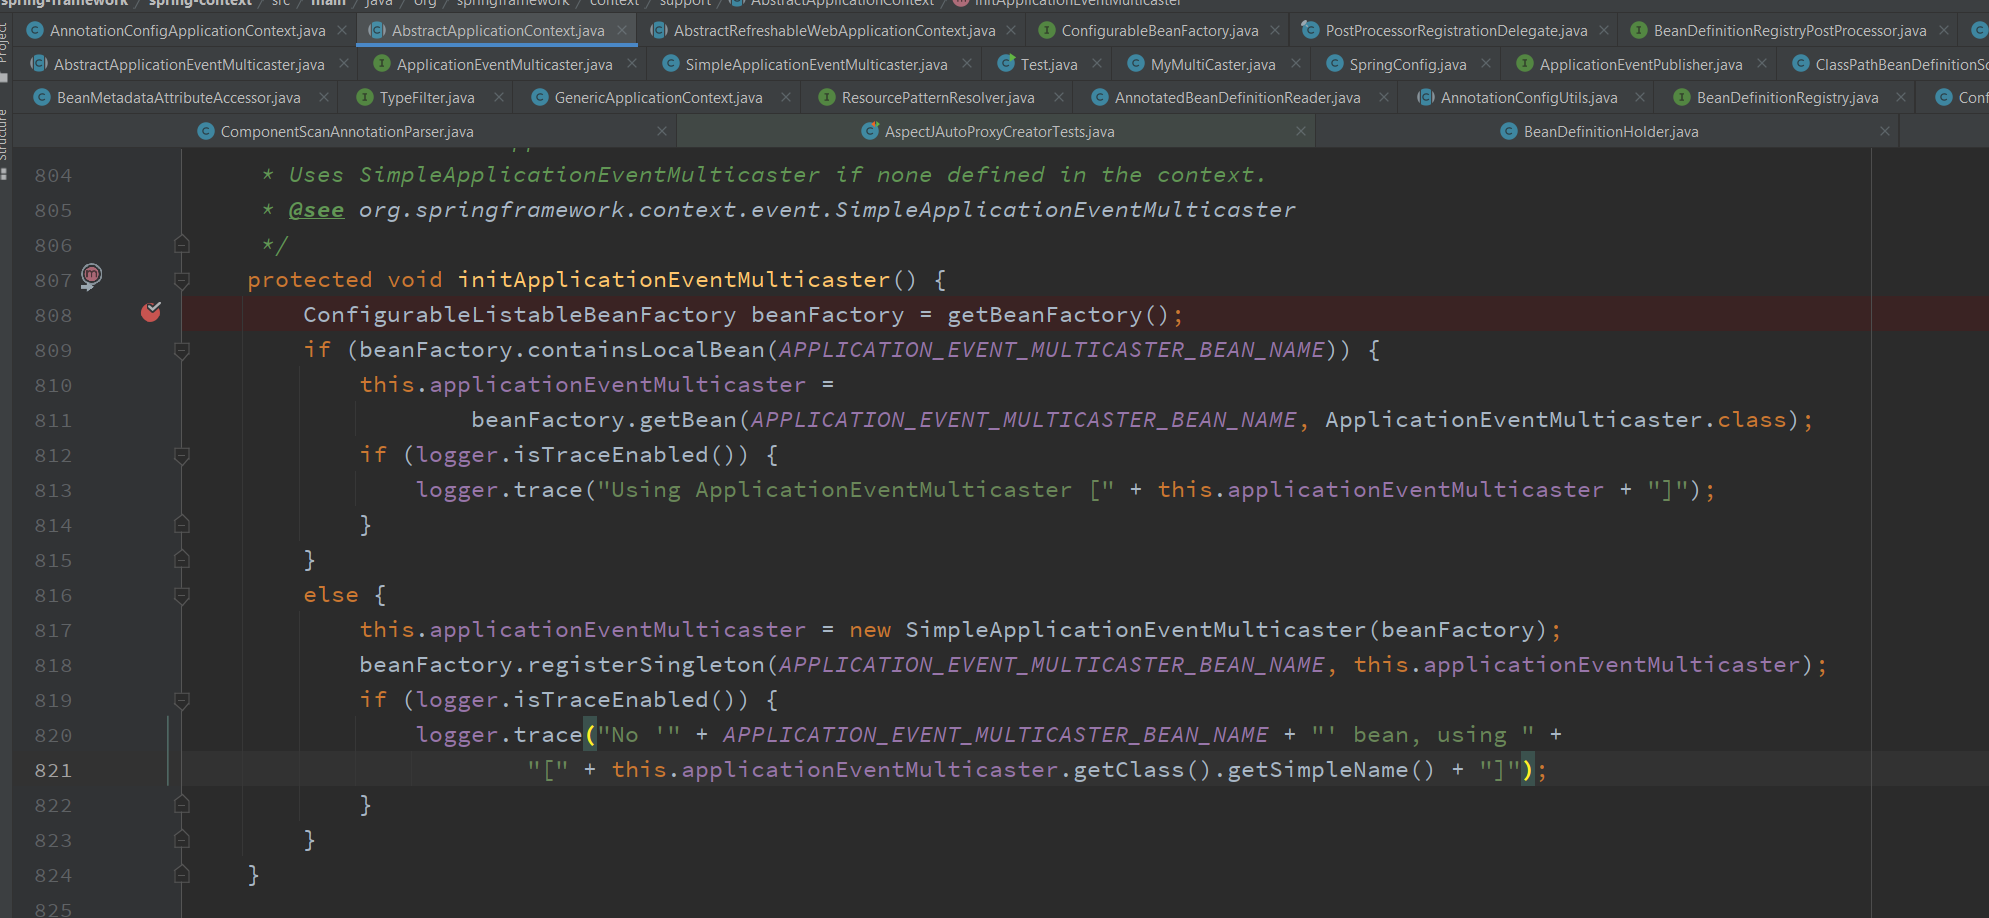 spring-framework / spring-context / src / main / java / org / springframework / context / support / AbstractApplicationContext / initApplicationEventMulticaster
AnnotationConfigApplicationContext.java AbstractApplicationContext.java AbstractRefreshableWebApplicationContext.java ConfigurableBeanFactory.java PostProcessorRegistrationDelegate.java BeanDefinitionRegistryPostProcessor.java
AbstractApplicationEventMulticaster.java ApplicationEventMulticaster.java SimpleApplicationEventMulticaster.java Test.java MyMultiCaster.java SpringConfig.java ApplicationEventPublisher.java ClassPathBeanDefinitionSc
BeanMetadataAttributeAccessor.java TypeFilter.java GenericApplicationContext.java ResourcePatternResolver.java AnnotatedBeanDefinitionReader.java AnnotationConfigUtils.java BeanDefinitionRegistry.java Conf
ComponentScanAnnotationParser.java AspectJAutoProxyCreatorTests.java BeanDefinitionHolder.java
Project
Structure
804 * Uses SimpleApplicationEventMulticaster if none defined in the context.
805 * @see org.springframework.context.event.SimpleApplicationEventMulticaster
806 */
807 protected void initApplicationEventMulticaster() {
808 ConfigurableListableBeanFactory beanFactory = getBeanFactory();
809 if (beanFactory.containsLocalBean(APPLICATION_EVENT_MULTICASTER_BEAN_NAME)) {
810 this.applicationEventMulticaster =
811 beanFactory.getBean(APPLICATION_EVENT_MULTICASTER_BEAN_NAME, ApplicationEventMulticaster.class);
812 if (logger.isTraceEnabled()) {
813 logger.trace("Using ApplicationEventMulticaster [" + this.applicationEventMulticaster + "]");
814 }
815 }
816 else {
817 this.applicationEventMulticaster = new SimpleApplicationEventMulticaster(beanFactory);
818 beanFactory.registerSingleton(APPLICATION_EVENT_MULTICASTER_BEAN_NAME, this.applicationEventMulticaster);
819 if (logger.isTraceEnabled()) {
820 logger.trace("No '" + APPLICATION_EVENT_MULTICASTER_BEAN_NAME + "' bean, using " +
821 "[" + this.applicationEventMulticaster.getClass().getSimpleName() + "]");
822 }
823 }
824 }
825